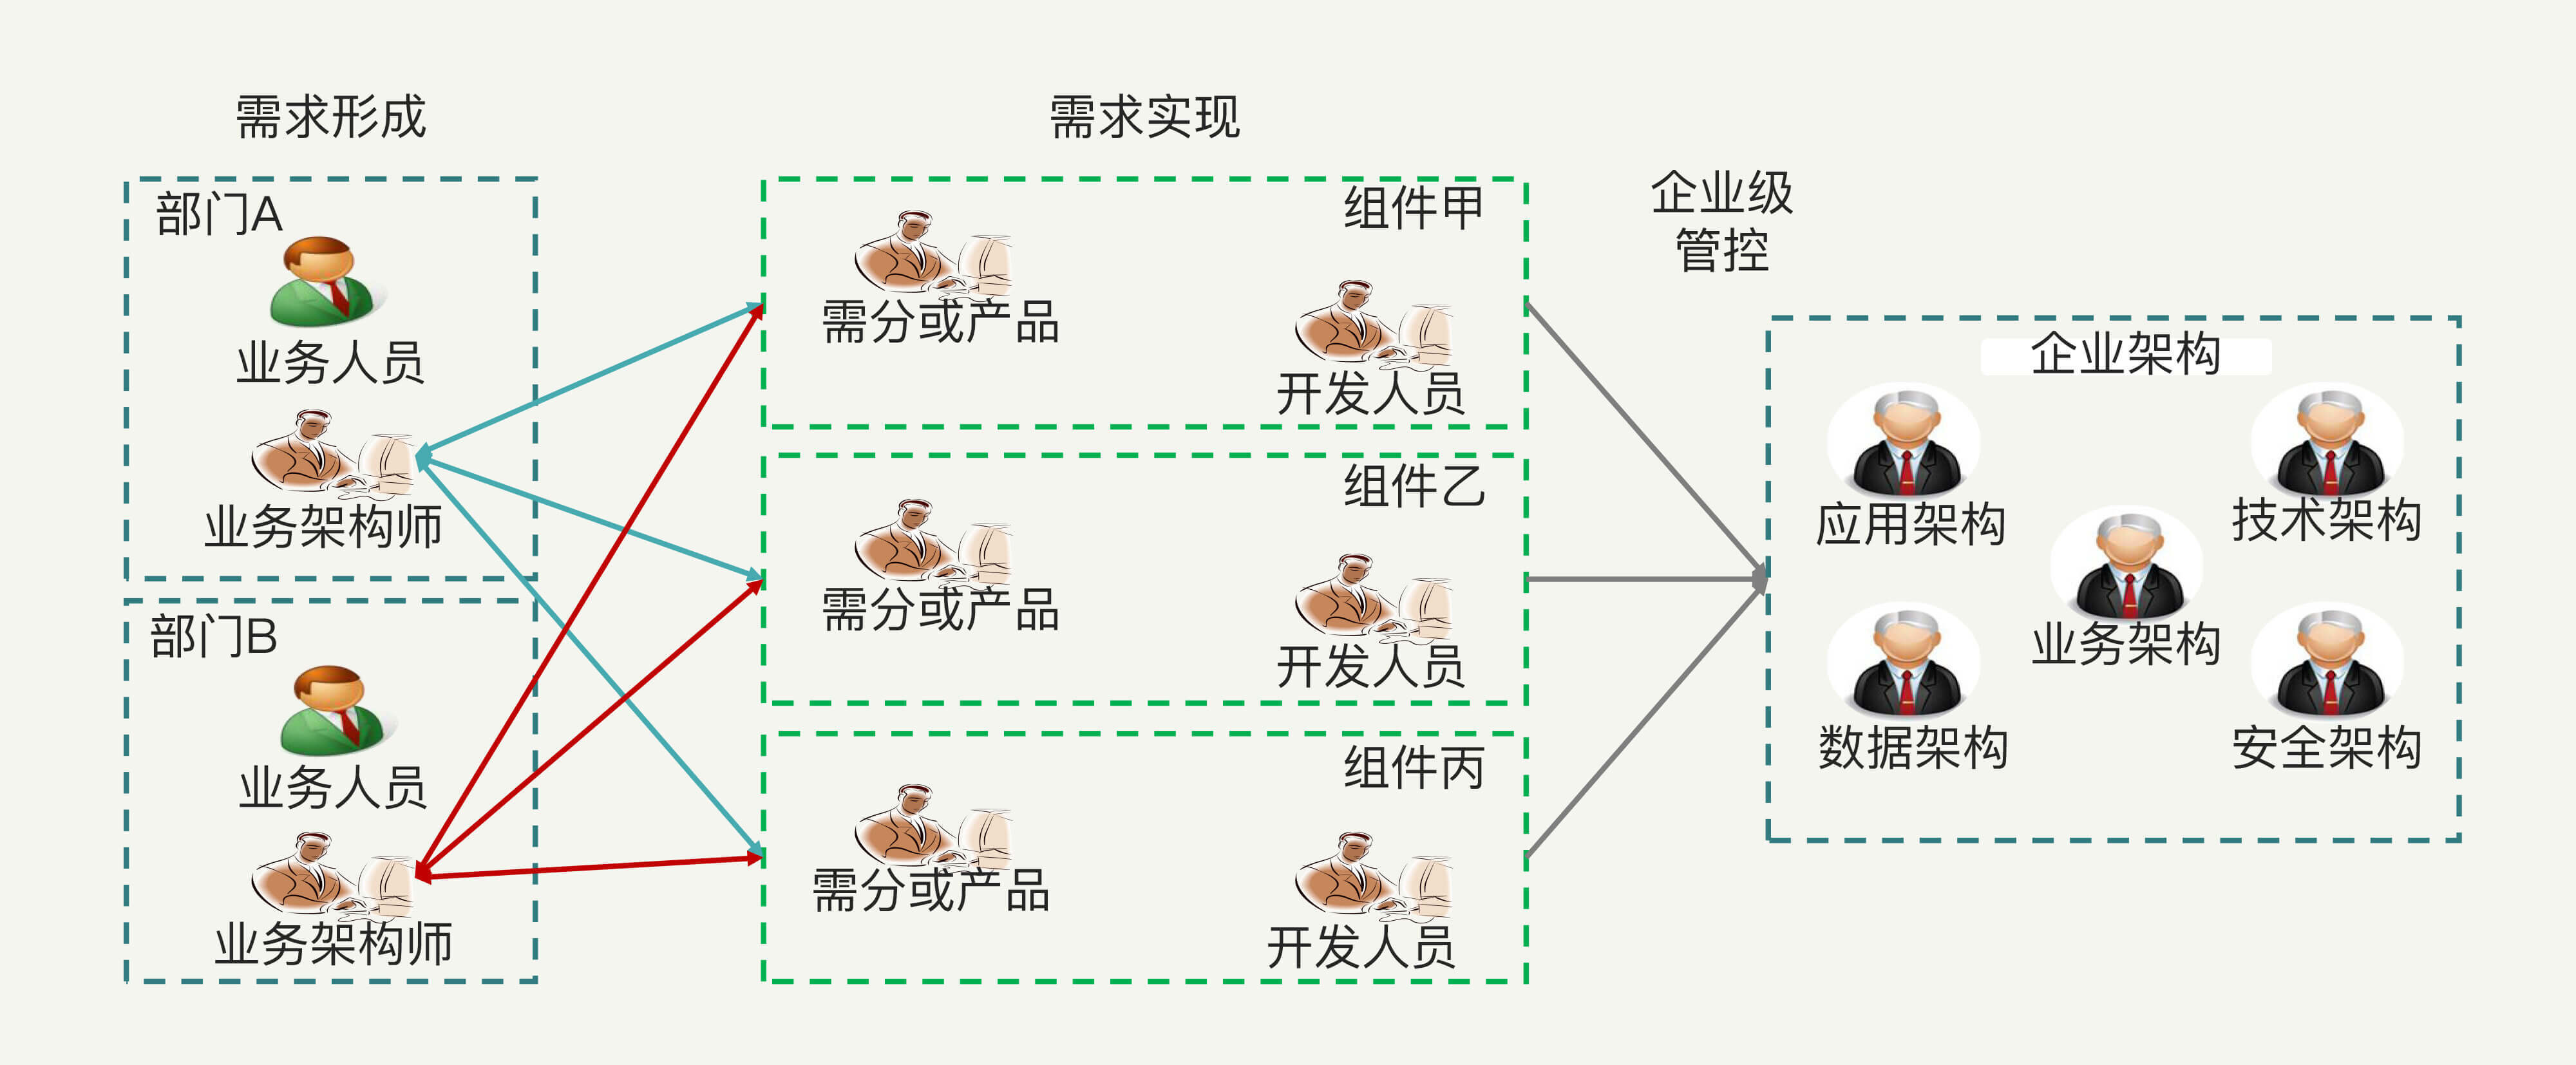 需求形成
需求实现
企业级
管控
部门A
业务人员
业务架构师
部门B
业务人员
业务架构师
组件甲
需分或产品
开发人员
组件乙
需分或产品
开发人员
组件丙
需分或产品
开发人员
企业架构
应用架构
技术架构
业务架构
数据架构
安全架构